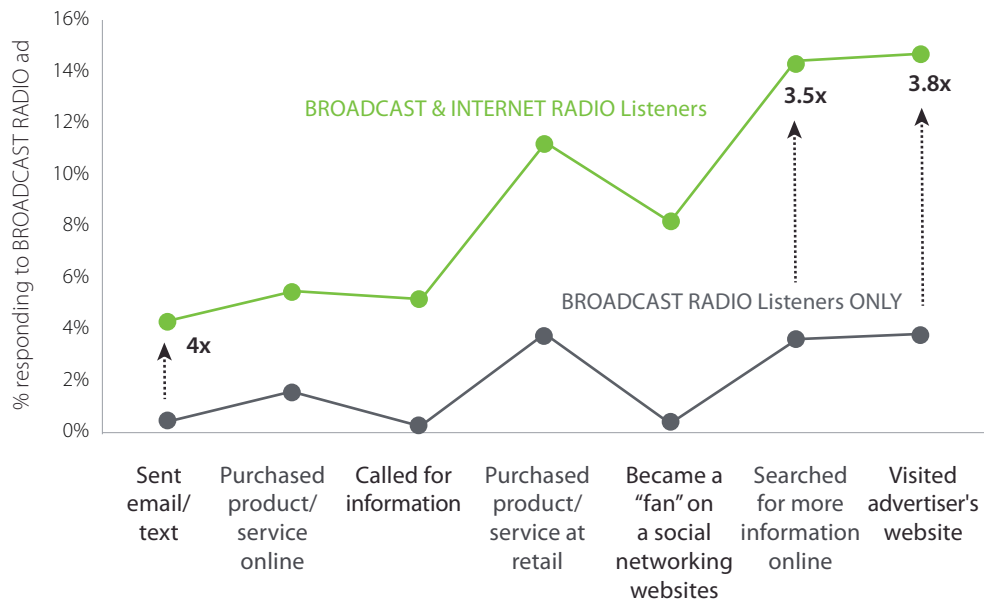 % responding to BROADCAST RADIO ad
16%
14%
12%
10%
8%
6%
4%
2%
0%
BROADCAST & INTERNET RADIO Listeners
BROADCAST RADIO Listeners ONLY
4x
3.5x
3.8x
Sent
email/
text
Purchased
product/
service
online
Called for
information
Purchased
product/
service at
retail
Became a
“fan” on
a social
networking
websites
Searched
for more
information
online
Visited
advertiser's
website